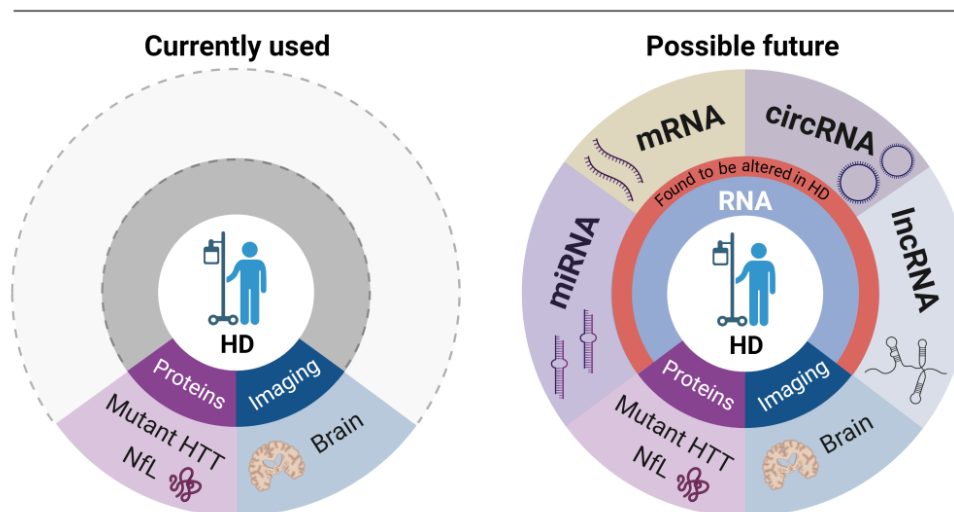 Currently used
HD
Proteins
Imaging
Mutant HTT
NfL
Brain
Possible future
mRNA
circRNA
miRNA
lncRNA
Found to be altered in HD
RNA
HD
Proteins
Imaging
Mutant HTT
NfL
Brain